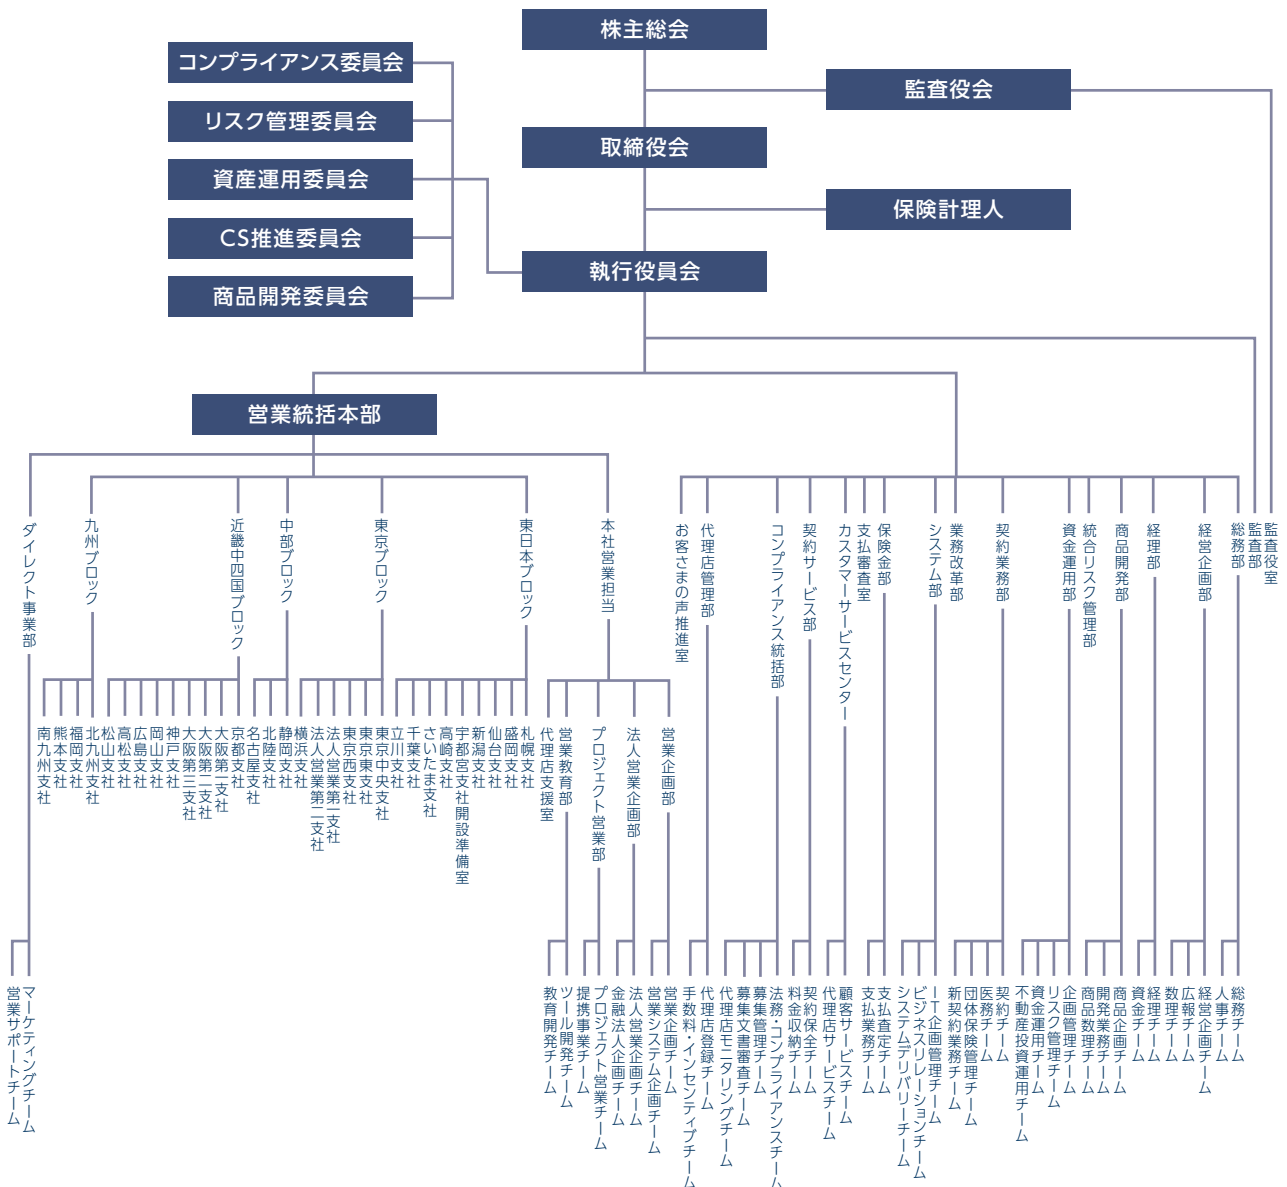 株主総会
コンプライアンス委員会
監査役会
リスク管理委員会
取締役会
資産運用委員会
保険計理人
CS推進委員会
執行役員会
商品開発委員会
営業統括本部
ダイレクト事業部
九州ブロック
近畿中四国ブロック
中部ブロック
東京ブロック
東日本ブロック
本社営業担当
お客さまの声推進室
代理店管理部
コンプライアンス統括部
契約サービス部
カスタマーサービスセンター
支払審査室
保険金部
システム部
業務改革部
契約業務部
資金運用部
統合リスク管理部
商品開発部
経理部
経営企画部
総務部
監査部
監査役室
南九州支社
熊本支社
福岡支社
北九州支社
松山支社
高松支社
広島支社
岡山支社
神戸支社
大阪第三支社
大阪第二支社
大阪第一支社
京都支社
名古屋支社
北陸支社
静岡支社
横浜支社
法人営業第二支社
法人営業第一支社
東京西支社
東京東支社
東京中央支社
立川支社
千葉支社
さいたま支社
高崎支社
宇都宮支社開設準備室
新潟支社
仙台支社
盛岡支社
札幌支社
代理店支援室
営業教育部
プロジェクト営業部
法人営業企画部
営業企画部
営業サポートチーム
マーケティングチーム
教育開発チーム
ツール開発チーム
提携事業チーム
プロジェクト営業チーム
金融法人企画チーム
法人営業企画チーム
営業システム企画チーム
営業企画チーム
手数料・インセンティブチーム
代理店登録チーム
代理店モニタリングチーム
募集文書審査チーム
募集管理チーム
法務・コンプライアンスチーム
料金収納チーム
契約保全チーム
代理店サービスチーム
顧客サービスチーム
支払業務チーム
支払査定チーム
システムデリバリーチーム
ビジネスリレーションチーム
IT企画管理チーム
新契約業務チーム
団体保険管理チーム
医務チーム
契約チーム
不動産投資運用チーム
資金運用チーム
リスク管理チーム
企画管理チーム
商品数理チーム
開発業務チーム
商品企画チーム
資金チーム
経理チーム
数理チーム
広報チーム
経営企画チーム
人事チーム
総務チーム